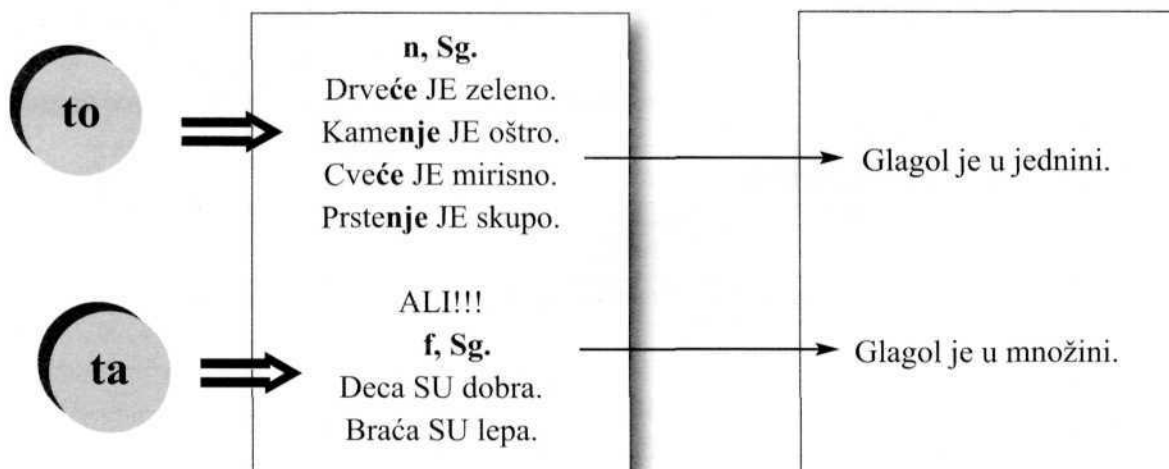 to
n, Sg.
Drveće JE zeleno.
Kamenje JE oštro.
Cveće JE mirisno.
Prstenje JE skupo.
Glagol je u jednini.
ta
ALI!!!
f, Sg.
Deca SU dobra.
Braća SU lepa.
Glagol je u množini.